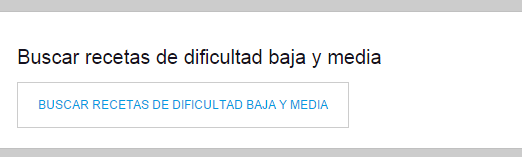 Buscar recetas de dificultad baja y media
BUSCAR RECETAS DE DIFICULTAD BAJA Y MEDIA